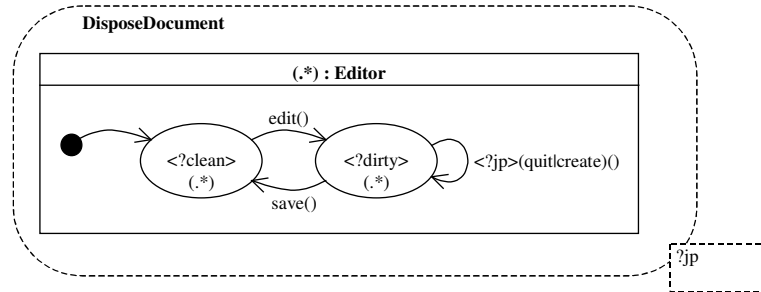 DisposeDocument
(.*) : Editor
edit()
<?clean>
(.*)
<?dirty>
(.*)
<?jp>(quit|create)()
save()
?jp